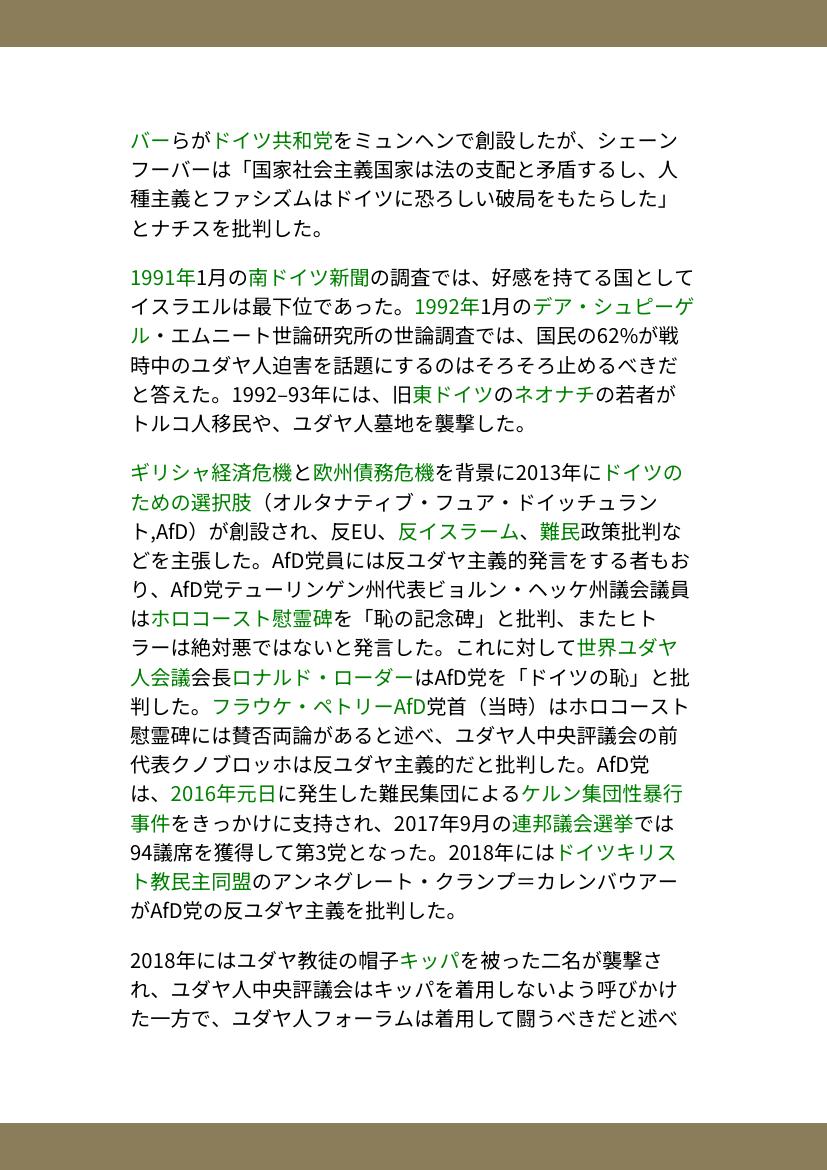 バーらがドイツ共和党をミュンヘンで創設したが、シェーン
フーバーは「国家社会主義国家は法の支配と矛盾するし、人
種主義とファシズムはドイツに恐ろしい破局をもたらした」
とナチスを批判した。
1991年1月の南ドイツ新聞の調査では、好感を持てる国として
イスラエルは最下位であった。1992年1月のデア・シュピーゲ
ル・エムニート世論研究所の世論調査では、国民の62%が戦
時中のユダヤ人迫害を話題にするのはそろそろ止めるべきだ
と答えた。1992–93年には、旧東ドイツのネオナチの若者が
トルコ人移民や、ユダヤ人墓地を襲撃した。
ギリシャ経済危機と欧州債務危機を背景に2013年にドイツの
ための選択肢（オルタナティブ・フュア・ドイッチュラン
ト,AfD）が創設され、反EU、反イスラーム、難民政策批判な
どを主張した。AfD党員には反ユダヤ主義的発言をする者もお
り、AfD党テューリンゲン州代表ビョルン・ヘッケ州議会議員
はホロコースト慰霊碑を「恥の記念碑」と批判、またヒト
ラーは絶対悪ではないと発言した。これに対して世界ユダヤ
人会議会長ロナルド・ローダーはAfD党を「ドイツの恥」と批
判した。フラウケ・ペトリーAfD党首（当時）はホロコースト
慰霊碑には賛否両論があると述べ、ユダヤ人中央評議会の前
代表クノブロッホは反ユダヤ主義的だと批判した。AfD党
は、2016年元日に発生した難民集団によるケルン集団性暴行
事件をきっかけに支持され、2017年9月の連邦議会選挙では
94議席を獲得して第3党となった。2018年にはドイツキリス
ト教民主同盟のアンネグレート・クランプ＝カレンバウアー
がAfD党の反ユダヤ主義を批判した。
2018年にはユダヤ教徒の帽子キッパを被った二名が襲撃さ
れ、ユダヤ人中央評議会はキッパを着用しないよう呼びかけ
た一方で、ユダヤ人フォーラムは着用して闘うべきだと述べ